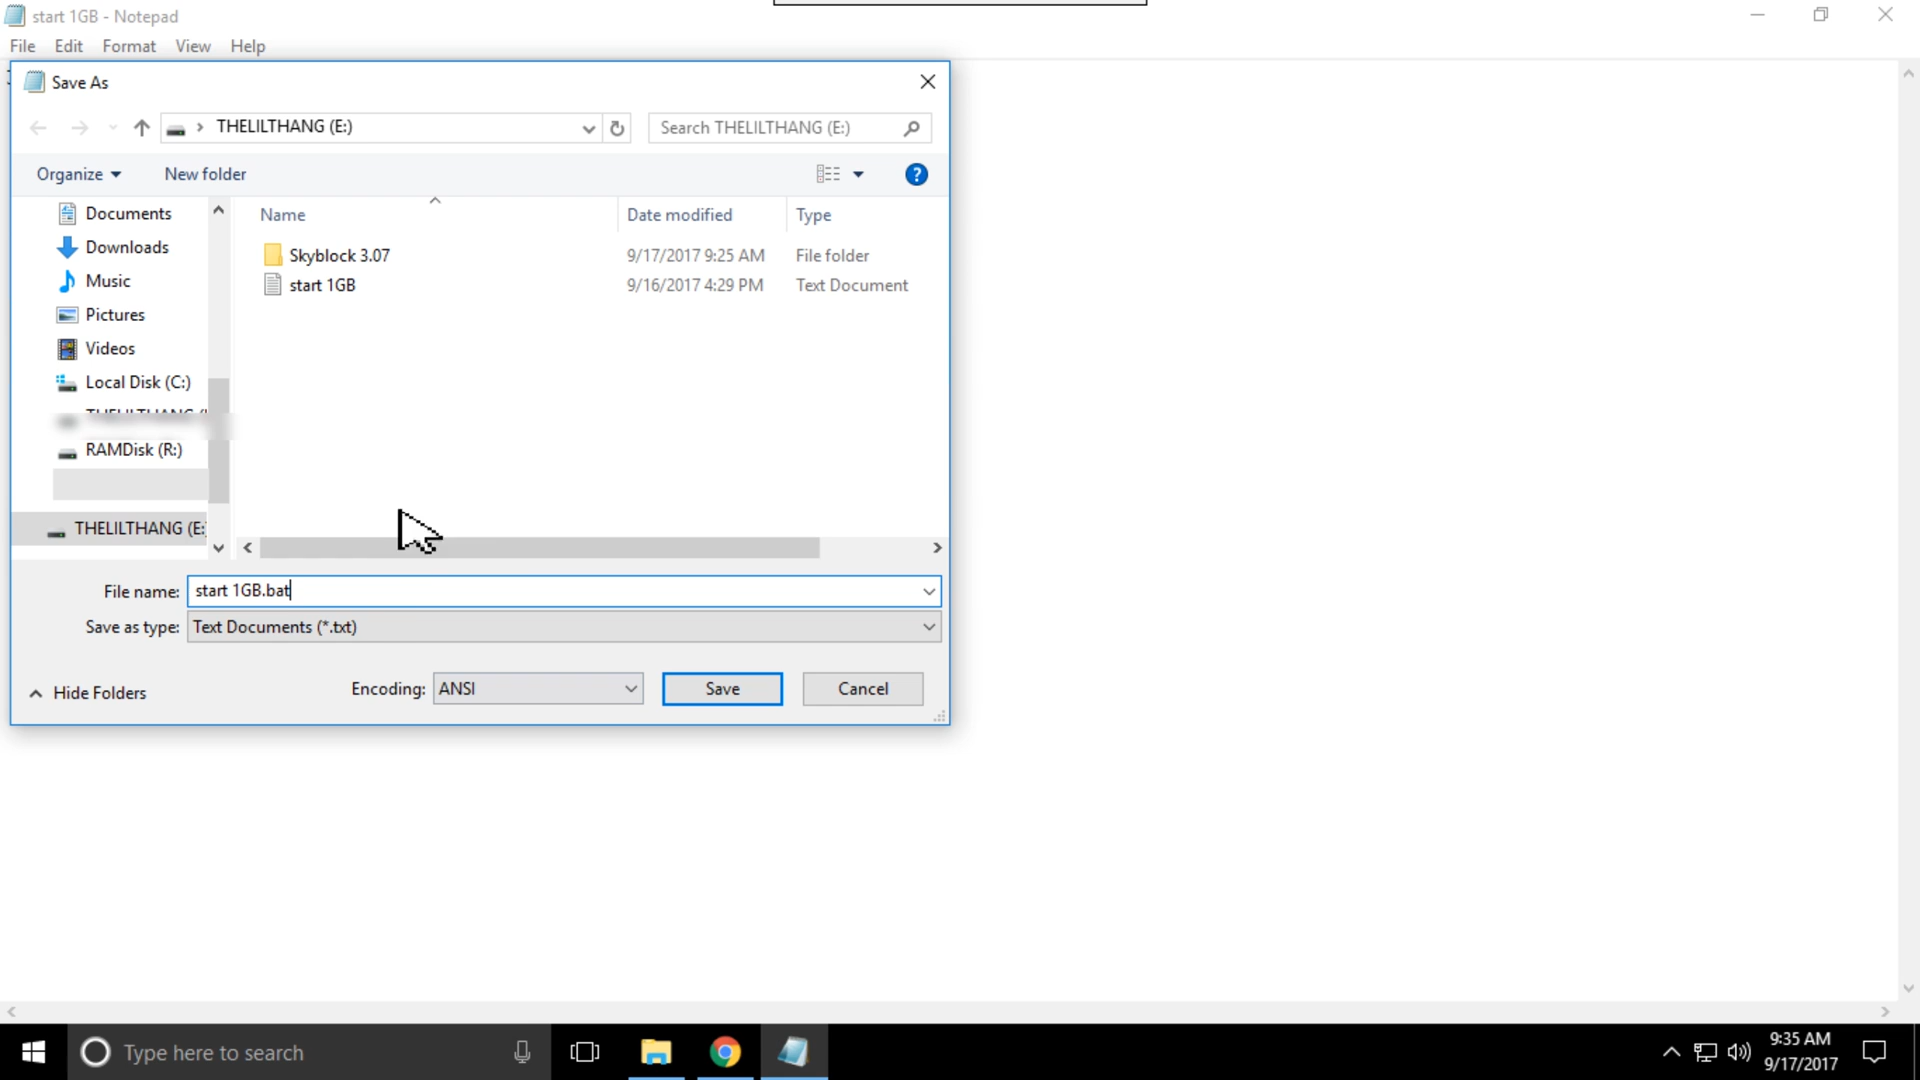 start 1GB - Notepad
File Edit Format View Help
Save As
THELILTHANG (E:)
Search THELILTHANG (E:)
Organize
New folder
Name
Date modified
Type
Documents
Downloads
Music
Pictures
Videos
Local Disk (C:)
RAMDisk (R:)
THELILTHANG (E:
Skyblock 3.07 9/17/2017 9:25 AM File folder
start 1GB 9/16/2017 4:29 PM Text Document
File name: start 1GB.bat
Save as type: Text Documents (*.txt)
Hide Folders
Encoding: ANSI
Save
Cancel
Type here to search
9:35 AM
9/17/2017